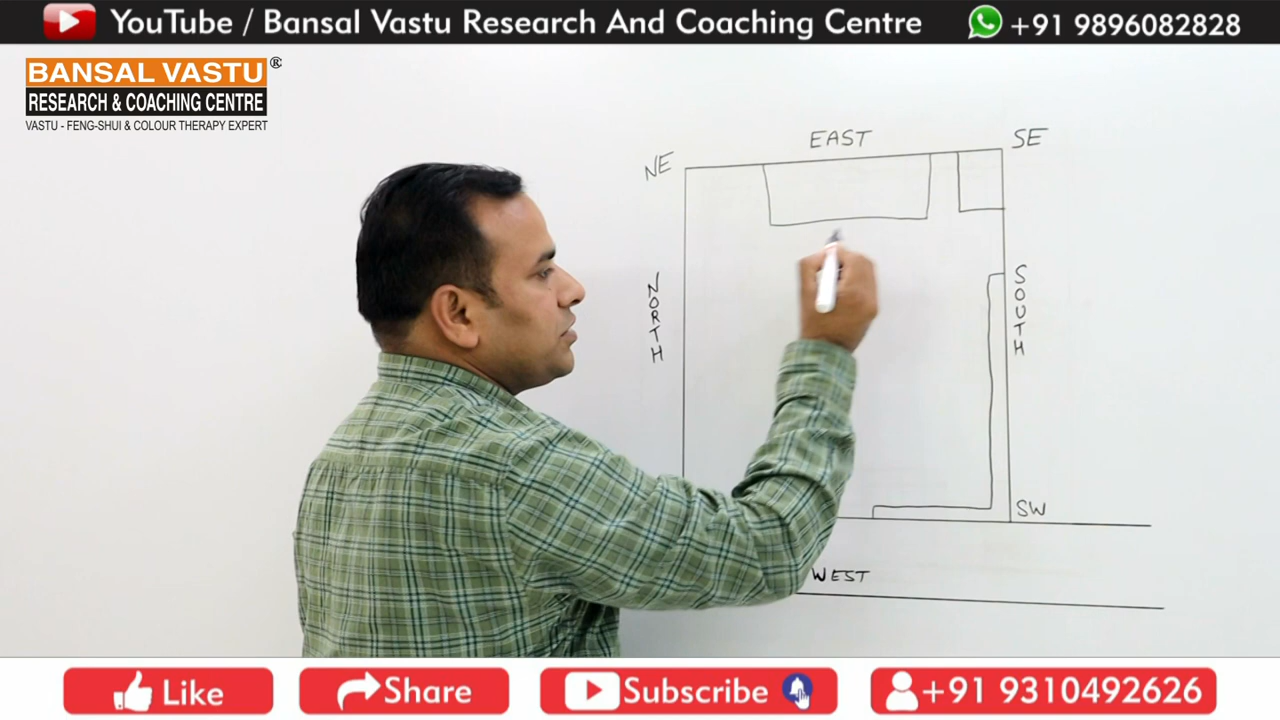 YouTube / Bansal Vastu Research And Coaching Centre
+91 9896082828
BANSAL VASTU ®
RESEARCH & COACHING CENTRE
VASTU - FENG-SHUI & COLOUR THERAPY EXPERT
EAST
NE
SE
NORTH
SOUTH
SW
WEST
Like
Share
Subscribe
+91 9310492626